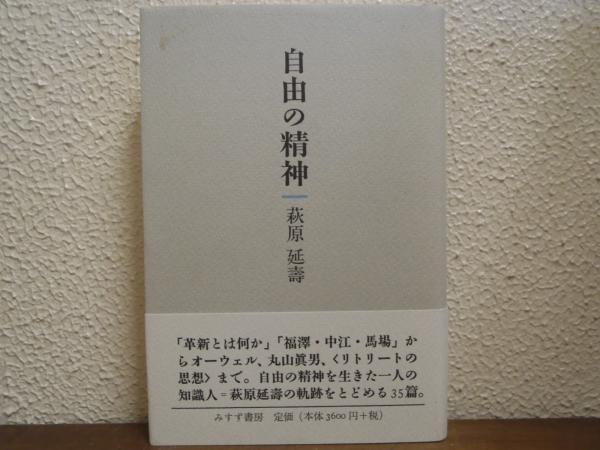 自由の精神
萩原 延壽
「革新とは何か」「福澤・中江・馬場」か
らオーウェル、丸山眞男、〈リトリートの
思想〉まで。自由の精神を生きた一人の
知識人＝萩原延壽の軌跡をとどめる35篇。
みすず書房 定価（本体3600円＋税）